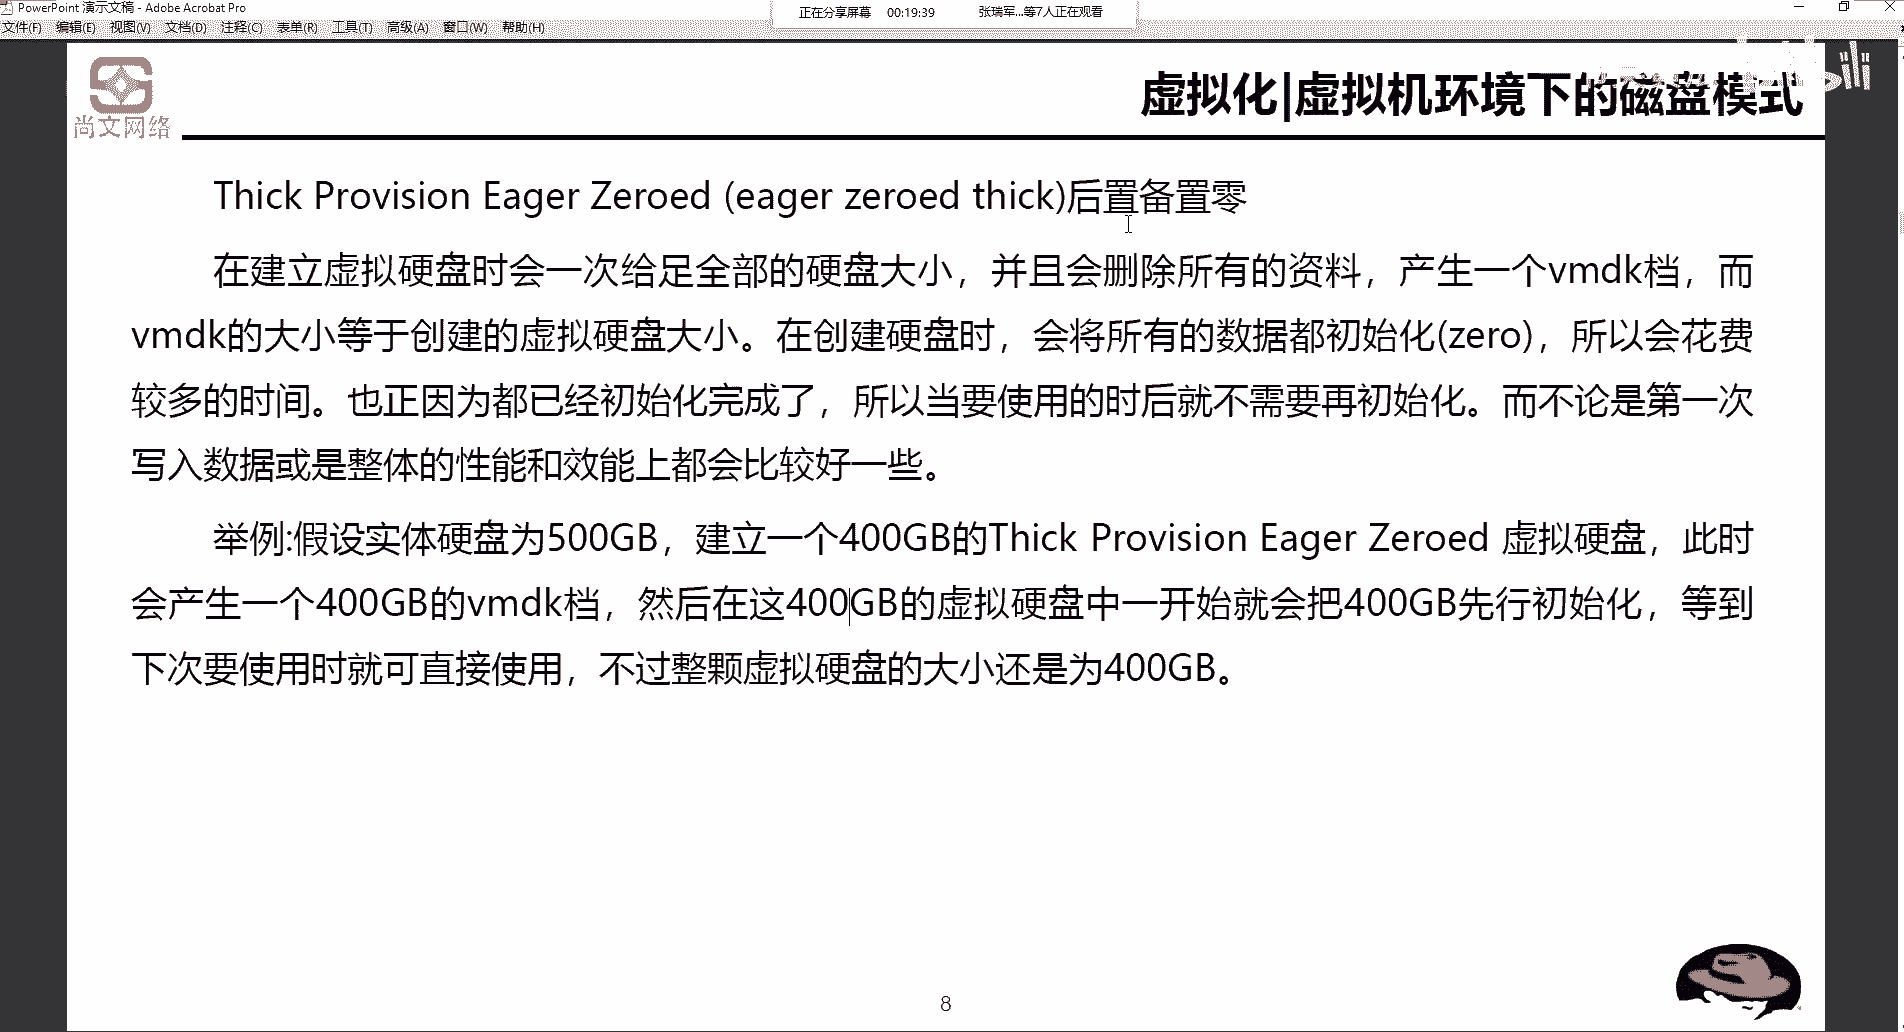 PowerPoint 演示文稿 - Adobe Acrobat Pro
正在分享屏幕 00:19:39 张瑞军...等7人正在观看
文件(F) 编辑(E) 视图(V) 文档(D) 注释(C) 表单(R) 工具(T) 高级(A) 窗口(W) 帮助(H)
尚文网络
虚拟化|虚拟机环境下的磁盘模式
Thick Provision Eager Zeroed (eager zeroed thick)后置备置零
在建立虚拟硬盘时会一次给足全部的硬盘大小，并且会删除所有的资料，产生一个vmdk档，而
vmdk的大小等于创建的虚拟硬盘大小。在创建硬盘时，会将所有的数据都初始化(zero)，所以会花费
较多的时间。也正因为都已经初始化完成了，所以当要使用的时后就不需要再初始化。而不论是第一次
写入数据或是整体的性能和效能上都会比较好一些。
举例:假设实体硬盘为500GB，建立一个400GB的Thick Provision Eager Zeroed 虚拟硬盘，此时
会产生一个400GB的vmdk档，然后在这400GB的虚拟硬盘中一开始就会把400GB先行初始化，等到
下次要使用时就可直接使用，不过整颗虚拟硬盘的大小还是为400GB。
8